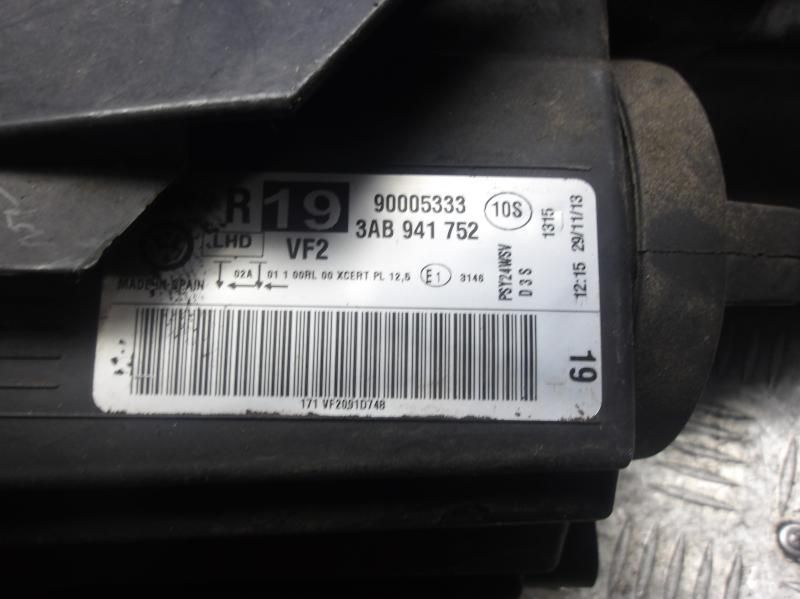 R 19 90005333 10S
LHD VF2 3AB 941 752
MADE IN SPAIN 02A 01 1 00RL 00 XCERT PL 12,5 E1 3146
PSY24WSV
D3S
1315
12:15 29/11/13
19
171 VF2091D74B